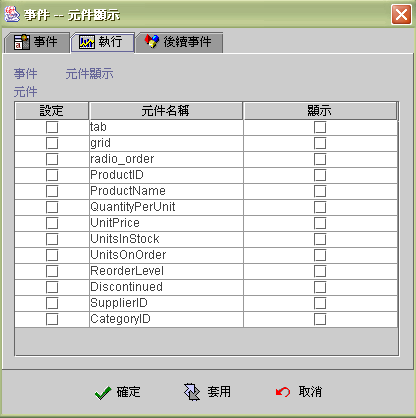 事件 -- 元件顯示
事件 執行 後續事件
事件 元件顯示
元件
設定 元件名稱 顯示
tab
grid
radio_order
ProductID
ProductName
QuantityPerUnit
UnitPrice
UnitsInStock
UnitsOnOrder
ReorderLevel
Discontinued
SupplierID
CategoryID
確定 套用 取消